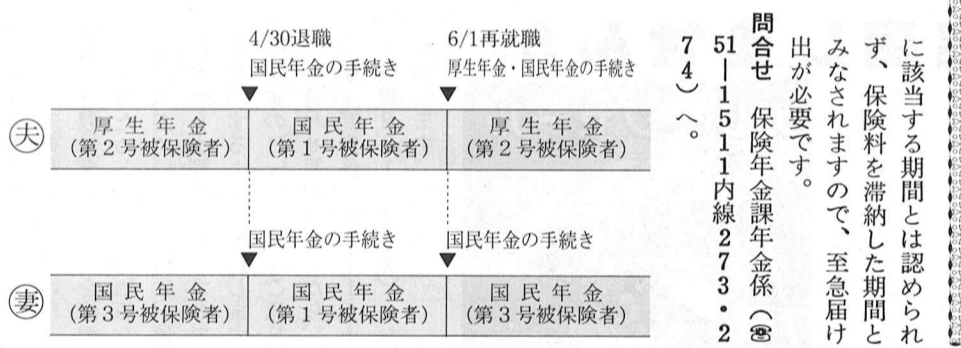 に該当する期間とは認められ
ず、保険料を滞納した期間と
みなされますので、至急届け
出が必要です。
問合せ 保険年金課年金係(☎
51―1511内線273・2
74)へ。
4/30退職
国民年金の手続き
6/1再就職
厚生年金・国民年金の手続き
夫
厚生年金
(第2号被保険者)
国民年金
(第1号被保険者)
厚生年金
(第2号被保険者)
国民年金の手続き
国民年金の手続き
妻
国民年金
(第3号被保険者)
国民年金
(第1号被保険者)
国民年金
(第3号被保険者)